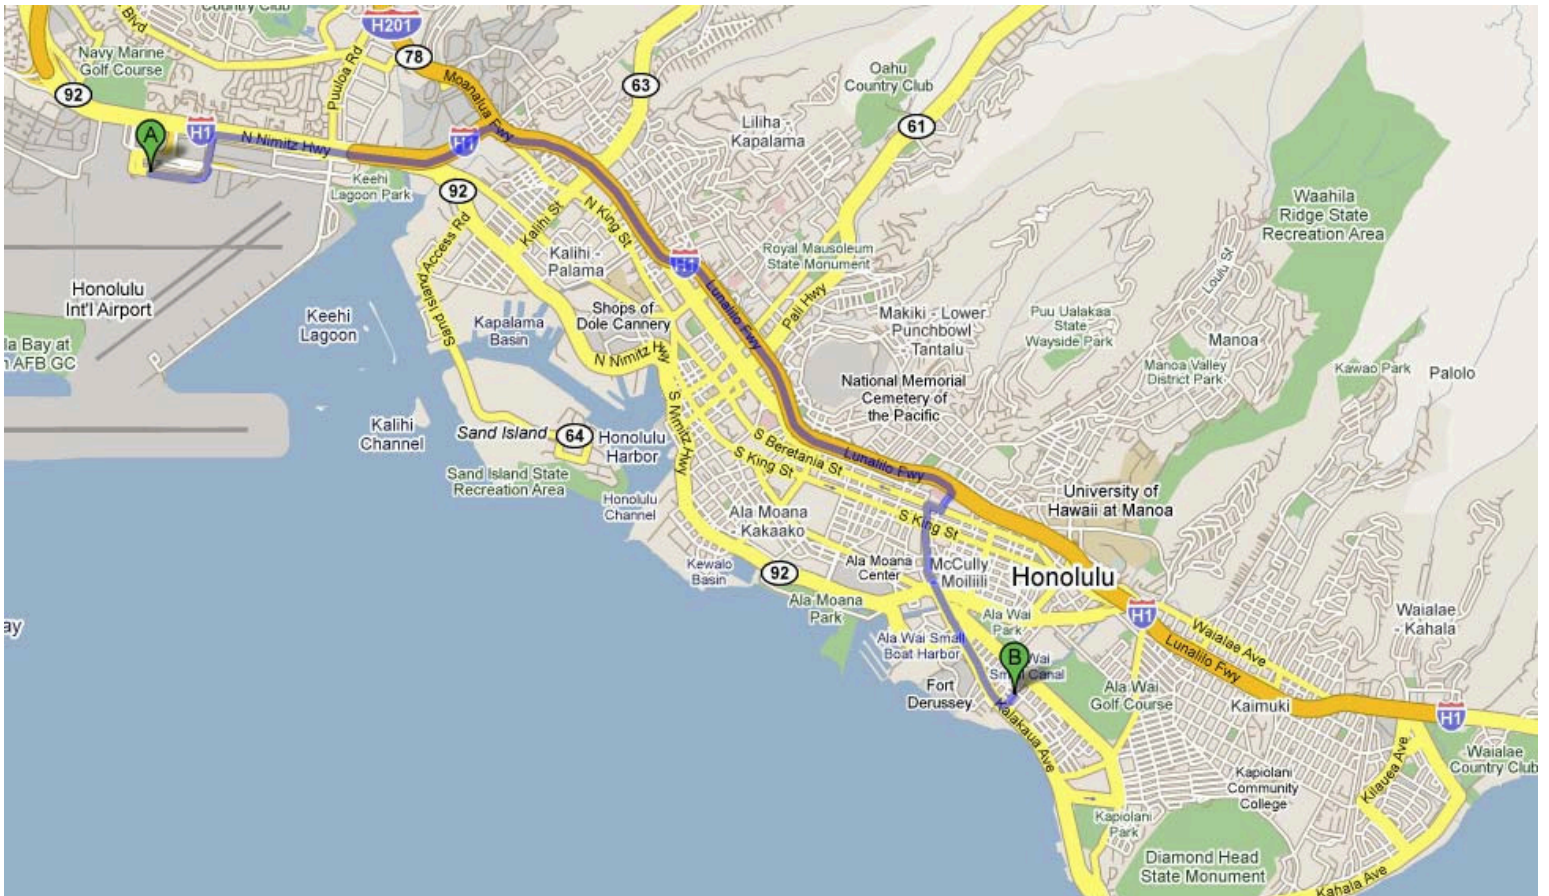 Blvd
Country Club
H201
Navy Marine
Golf Course
Puuloa Rd
78
63
92
Moanalua Fwy
Oahu
Country Club
61
A
H1
N Nimitz Hwy
H1
Liliha -
Kapalama
Keehi
Lagoon Park
92
Waahila
Ridge State
Recreation Area
Kalihi St
N King St
Sand Island Access Rd
Kalihi -
Palama
H1
Royal Mausoleum
State Monument
Loulu St
Honolulu
Int'l Airport
Keehi
Lagoon
Kapalama
Basin
Shops of
Dole Cannery
Lunalilo Fwy
Pali Hwy
Makiki - Lower
Punchbowl
- Tantalu
Puu Ualakaa
State
Wayside Park
Manoa
la Bay at
AFB GC
N Nimitz Hwy
Manoa Valley
District Park
Kawao Park
Palolo
National Memorial
Cemetery of
the Pacific
Kalihi
Channel
Sand Island
64
Honolulu
Harbor
S Nimitz Hwy
S Beretania St
S King St
Lunalilo Fwy
Sand Island State
Recreation Area
Honolulu
Channel
University of
Hawaii at Manoa
Ala Moana
- Kakaako
S King St
Kewalo
Basin
92
Ala Moana
Center
McCully
- Moiliili
Honolulu
Ala Moana
Park
Ala Wai
Park
H1
Waialae
- Kahala
Waialae Ave
Ala Wai Small
Boat Harbor
B
Wai
Canal
Lunalilo Fwy
Fort
Derussey
Ala Wai
Golf Course
Kaimuki
H1
Kalakaua Ave
Waialae
Country Club
Kilauea Ave
Kapiolani
Community
College
Kapiolani
Park
Diamond Head
State Monument
Kahala Ave
ay